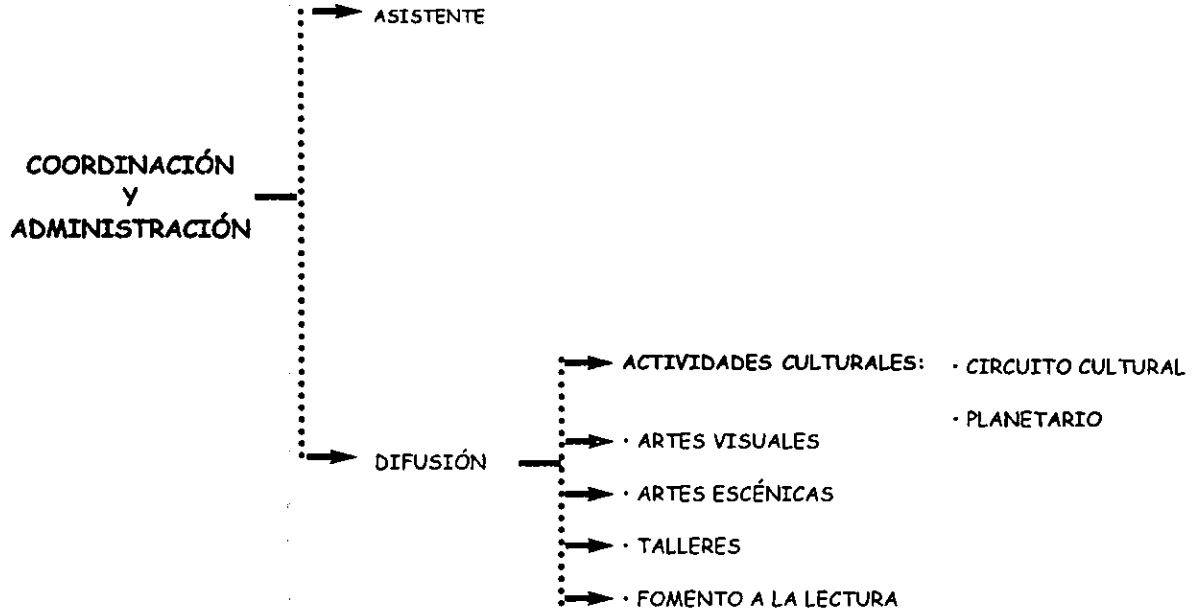 ASISTENTE
COORDINACIÓN
Y
ADMINISTRACIÓN
ACTIVIDADES CULTURALES: · CIRCUITO CULTURAL
· PLANETARIO
· ARTES VISUALES
DIFUSIÓN
· ARTES ESCÉNICAS
· TALLERES
· FOMENTO A LA LECTURA